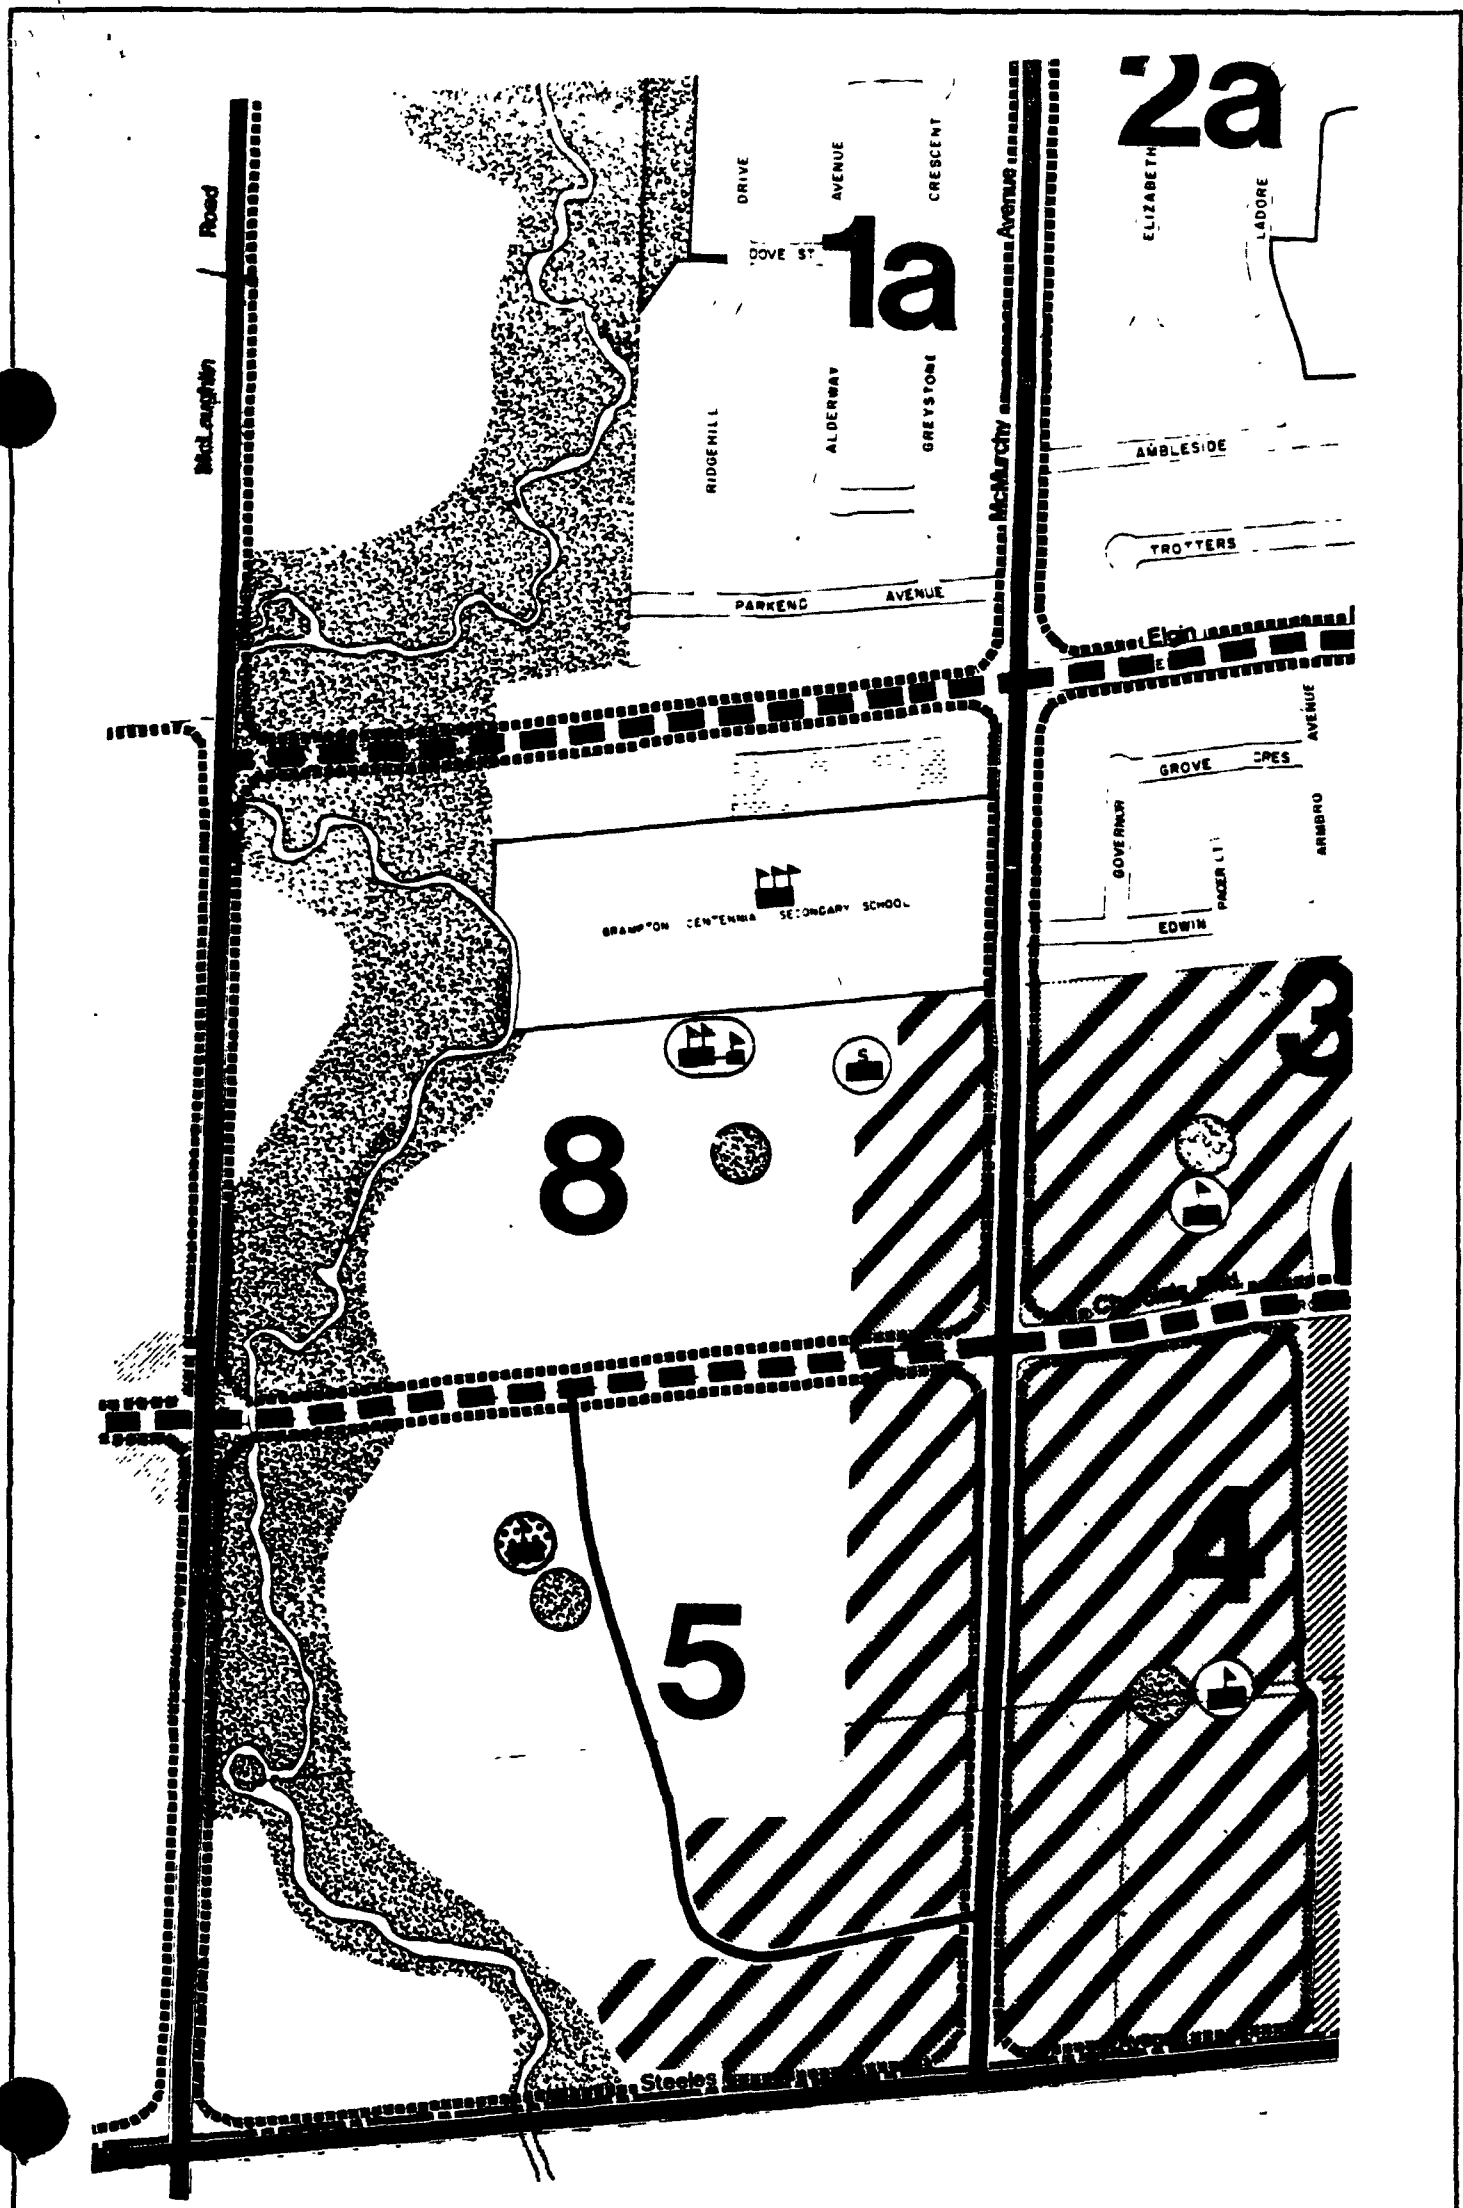 2a
ELIZABETH
LADORE
DRIVE
AVENUE
CRESCENT
Avenue
Road
DOVE ST
1a
McLaughlin
RIDGEHILL
ALDERWAY
GREYSTONE
McMurchy
AMBLESIDE
TROTTERS
PARKEND AVENUE
Elgin
AVENUE
GROVE CRES
GOVERNOR
ARMBRO
BRAMPTON CENTENNIA SECONDARY SCHOOL
EDWIN
3
S
8
4
5
Steeles